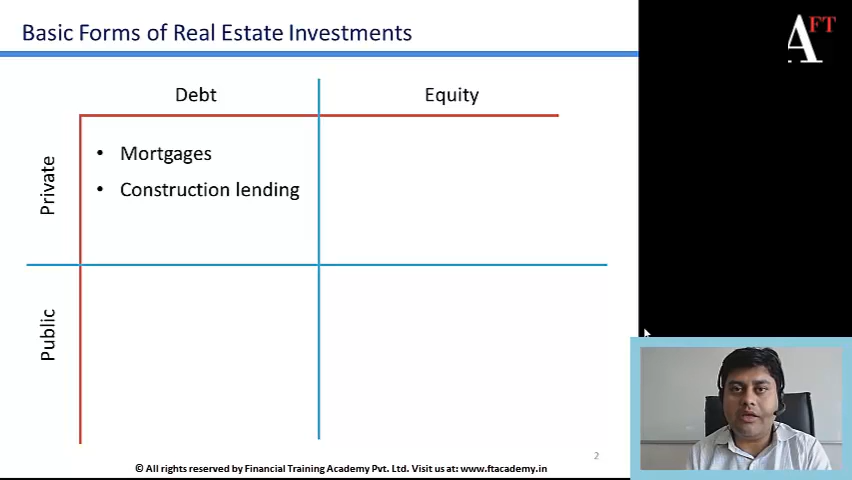 Basic Forms of Real Estate Investments
AFT
Debt
Equity
Private
• Mortgages
• Construction lending
Public
2
© All rights reserved by Financial Training Academy Pvt. Ltd. Visit us at: www.ftacademy.in